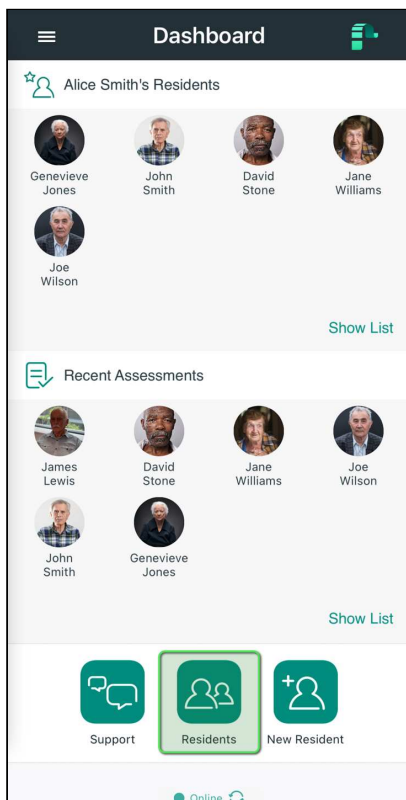 Dashboard
Alice Smith's Residents
Genevieve
Jones
John
Smith
David
Stone
Jane
Williams
Joe
Wilson
Show List
Recent Assessments
James
Lewis
David
Stone
Jane
Williams
Joe
Wilson
John
Smith
Genevieve
Jones
Show List
Support
Residents
New Resident
Online